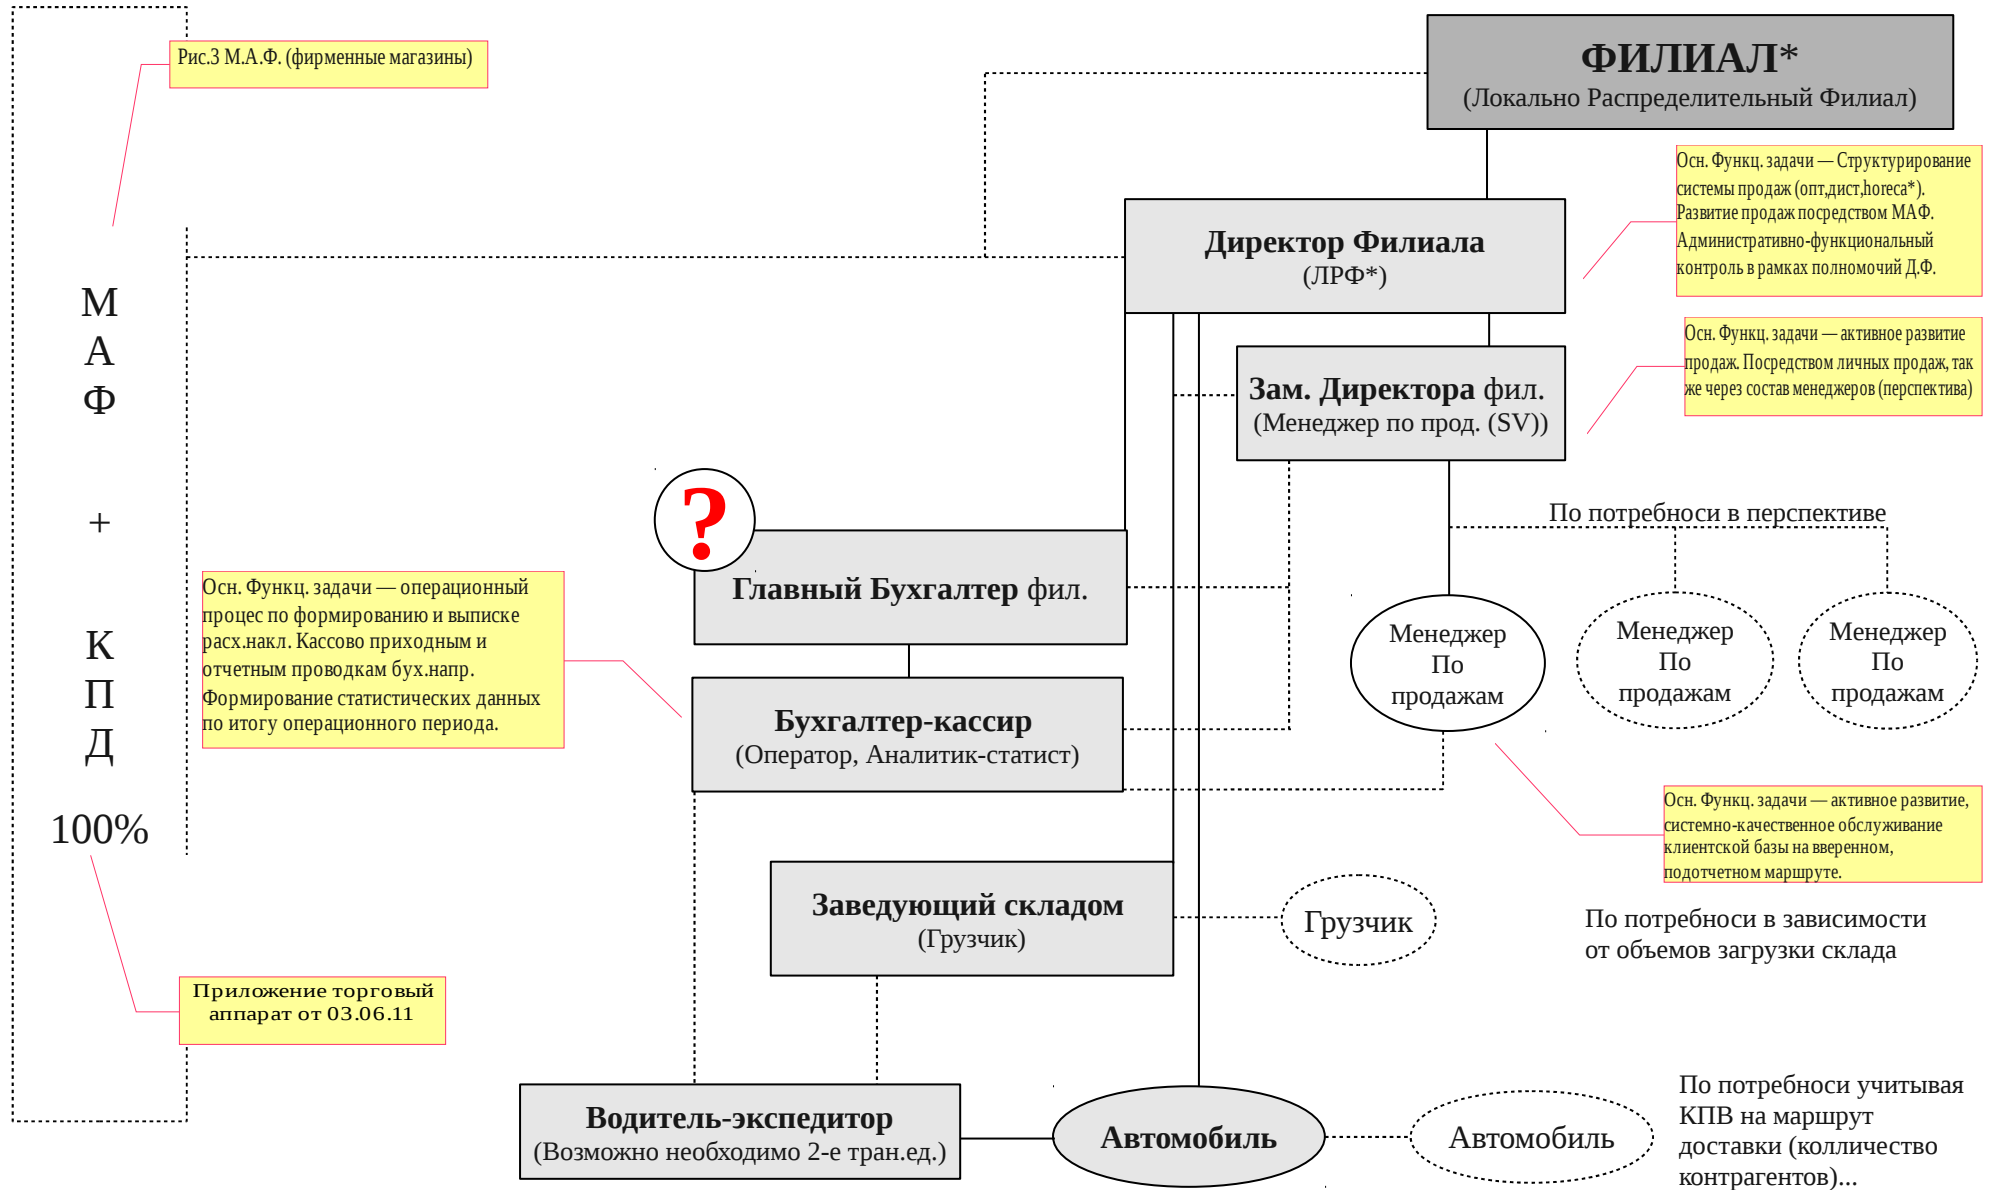 Рис.3 М.А.Ф. (фирменные магазины)
ФИЛИАЛ*
(Локально Распределительный Филиал)
Осн. Функц. задачи — Структурирование
системы продаж (опт,дист,horeca*).
Развитие продаж посредством МАФ.
Административно-функциональный
контроль в рамках полномочий Д.Ф.
Директор Филиала
(ЛРФ*)
Осн. Функц. задачи — активное развитие
продаж. Посредством личных продаж, так
же через состав менеджеров (перспектива)
Зам. Директора фил.
(Менеджер по прод. (SV))
М
А
Ф
+
К
П
Д
100%
?
По потребноси в перспективе
Главный Бухгалтер фил.
Осн. Функц. задачи — операционный
процес по формированию и выписке
расх.накл. Кассово приходным и
отчетным проводкам бух.напр.
Формирование статистических данных
по итогу операционного периода.
Менеджер
По
продажам
Менеджер
По
продажам
Менеджер
По
продажам
Бухгалтер-кассир
(Оператор, Аналитик-статист)
Осн. Функц. задачи — активное развитие,
системно-качественное обслуживание
клиентской базы на вверенном,
подотчетном маршруте.
Заведующий складом
(Грузчик)
Грузчик
По потребноси в зависимости
от объемов загрузки склада
Приложение торговый
аппарат от 03.06.11
Водитель-экспедитор
(Возможно необходимо 2-е тран.ед.)
Автомобиль
Автомобиль
По потребноси учитывая
КПВ на маршрут
доставки (колличество
контрагентов)...